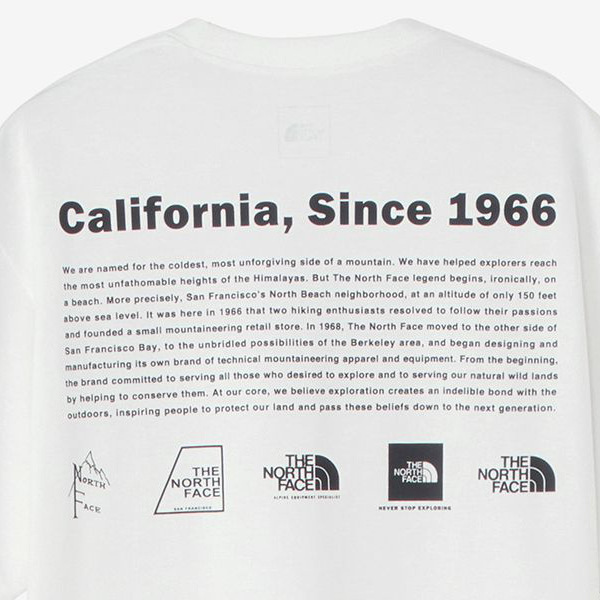 THE
NORTH
FACE
California, Since 1966
We are named for the coldest, most unforgiving side of a mountain. We have helped explorers reach
the most unfathomable heights of the Himalayas. But The North Face legend begins, ironically, on
a beach. More precisely, San Francisco's North Beach neighborhood, at an altitude of only 150 feet
above sea level. It was here in 1966 that two hiking enthusiasts resolved to follow their passions
and founded a small mountaineering retail store. In 1968, The North Face moved to the other side of
San Francisco Bay, to the unbridled possibilities of the Berkeley area, and began designing and
manufacturing its own brand of technical mountaineering apparel and equipment. From the beginning,
the brand committed to serving all those who desired to explore and to serving our natural wild lands
by helping to conserve them. At our core, we believe exploration creates an indelible bond with the
outdoors, inspiring people to protect our land and pass these beliefs down to the next generation.
North
Face
THE
NORTH
FACE
SAN FRANCISCO
THE
NORTH
FACE
ALPINE EQUIPMENT SPECIALIST
THE
NORTH
FACE
NEVER STOP EXPLORING
THE
NORTH
FACE